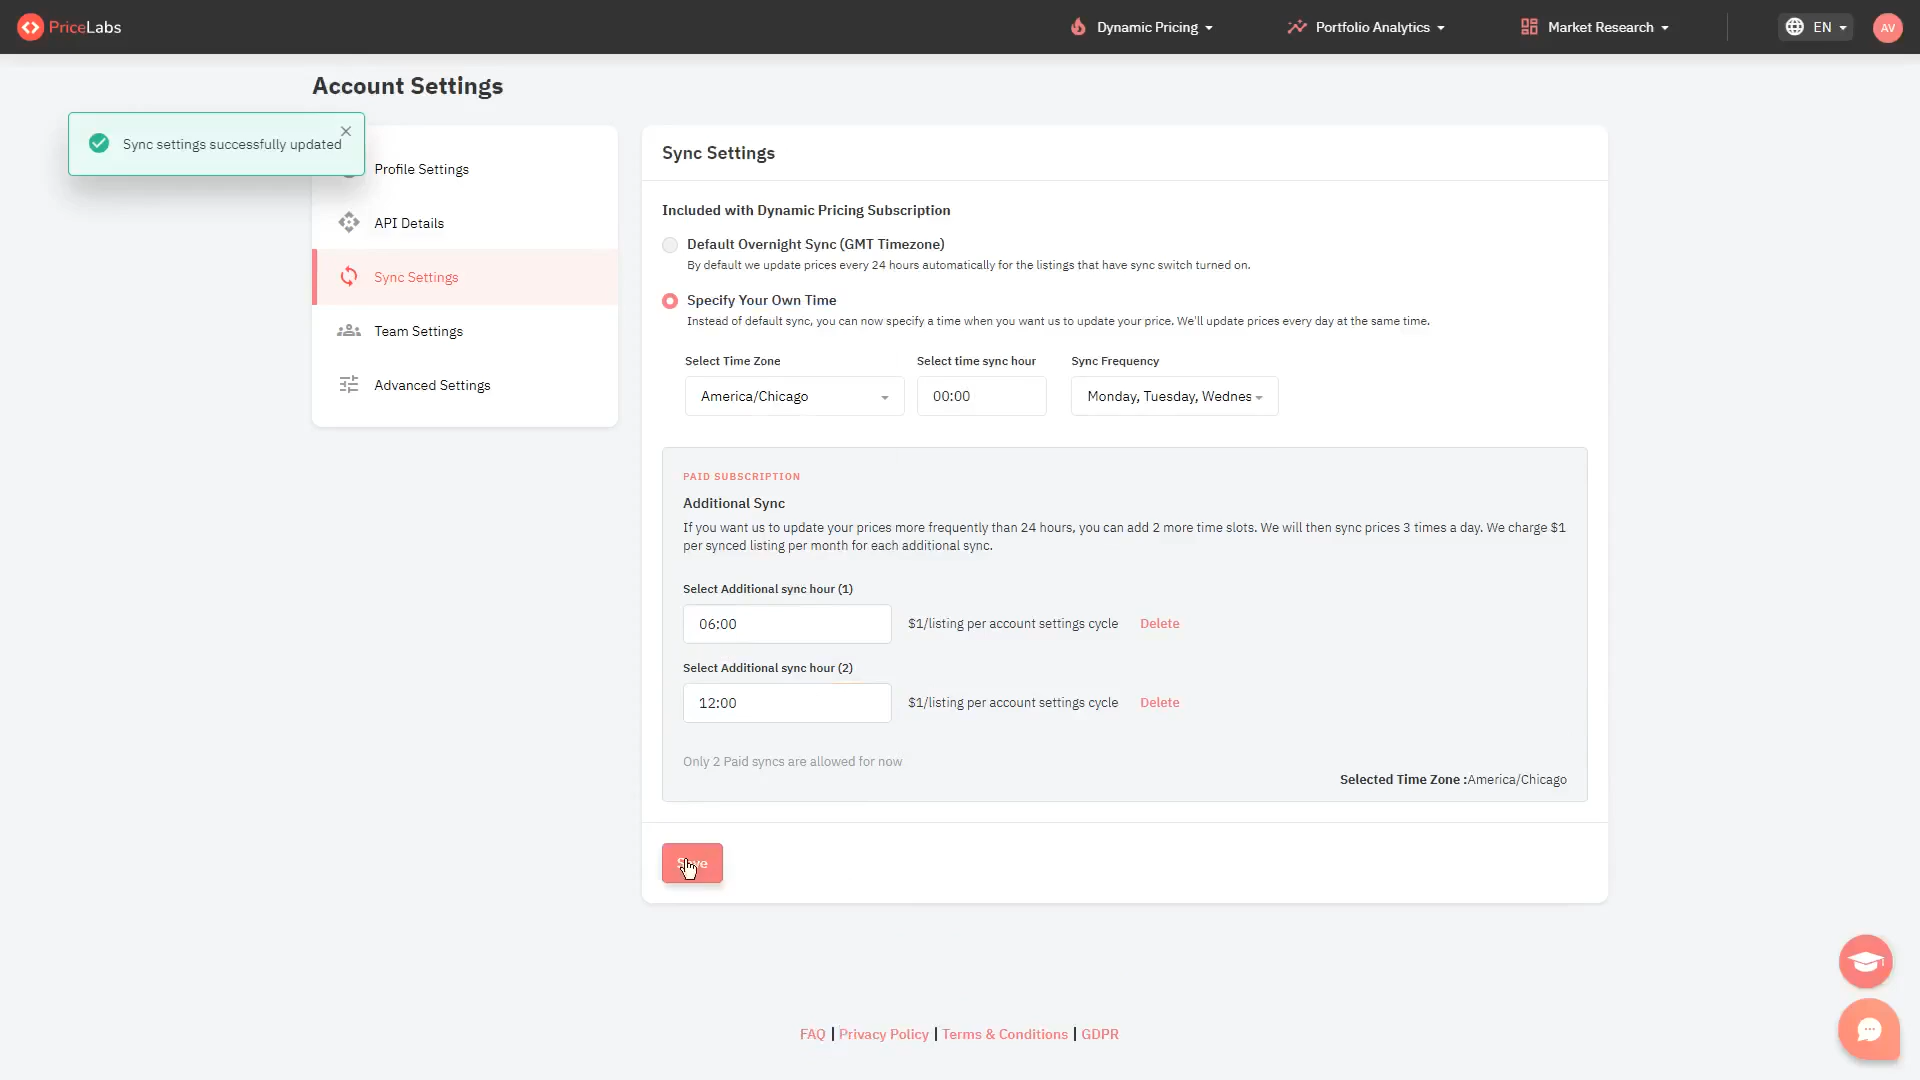 PriceLabs
Dynamic Pricing
Portfolio Analytics
Market Research
EN
AV
Account Settings
Sync settings successfully updated
Profile Settings
API Details
Sync Settings
Team Settings
Advanced Settings
Sync Settings
Included with Dynamic Pricing Subscription
Default Overnight Sync (GMT Timezone)
By default we update prices every 24 hours automatically for the listings that have sync switch turned on.
Specify Your Own Time
Instead of default sync, you can now specify a time when you want us to update your price. We'll update prices every day at the same time.
Select Time Zone
Select time sync hour
Sync Frequency
America/Chicago
00:00
Monday, Tuesday, Wednes
PAID SUBSCRIPTION
Additional Sync
If you want us to update your prices more frequently than 24 hours, you can add 2 more time slots. We will then sync prices 3 times a day. We charge $1
per synced listing per month for each additional sync.
Select Additional sync hour (1)
06:00
$1/listing per account settings cycle
Delete
Select Additional sync hour (2)
12:00
$1/listing per account settings cycle
Delete
Only 2 Paid syncs are allowed for now
Selected Time Zone :America/Chicago
Save
FAQ | Privacy Policy | Terms & Conditions | GDPR